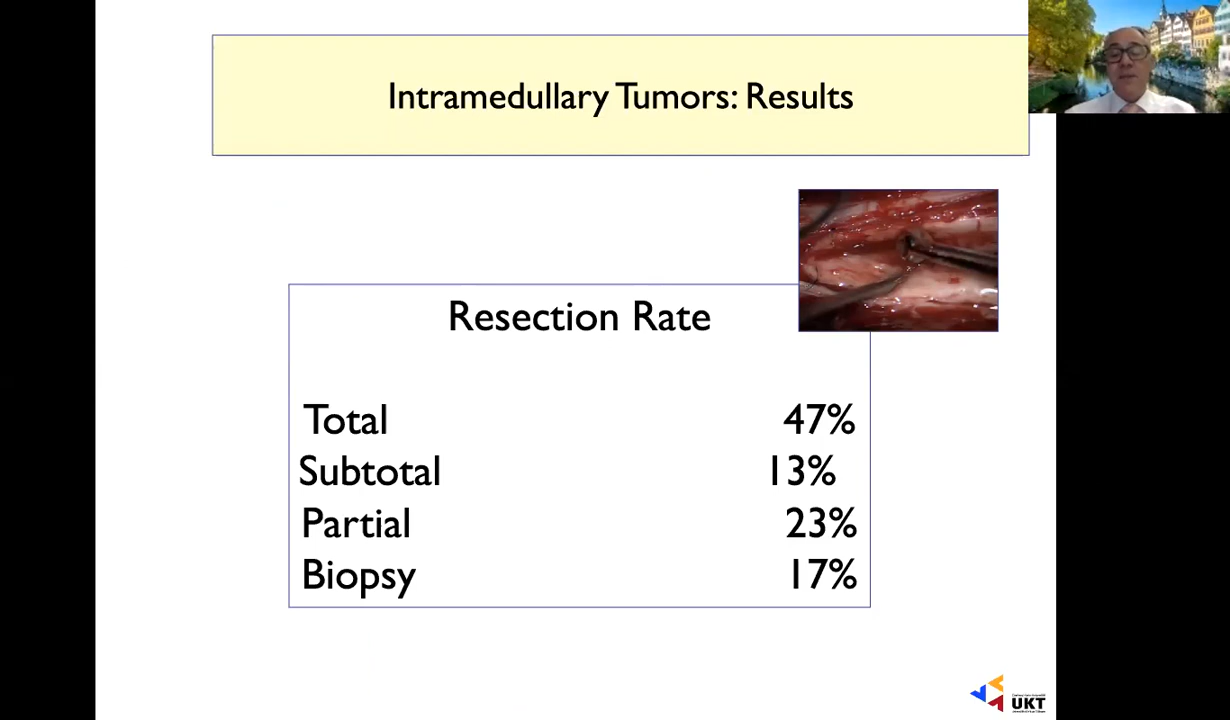 Intramedullary Tumors: Results
Resection Rate
Total 47%
Subtotal 13%
Partial 23%
Biopsy 17%
UKT